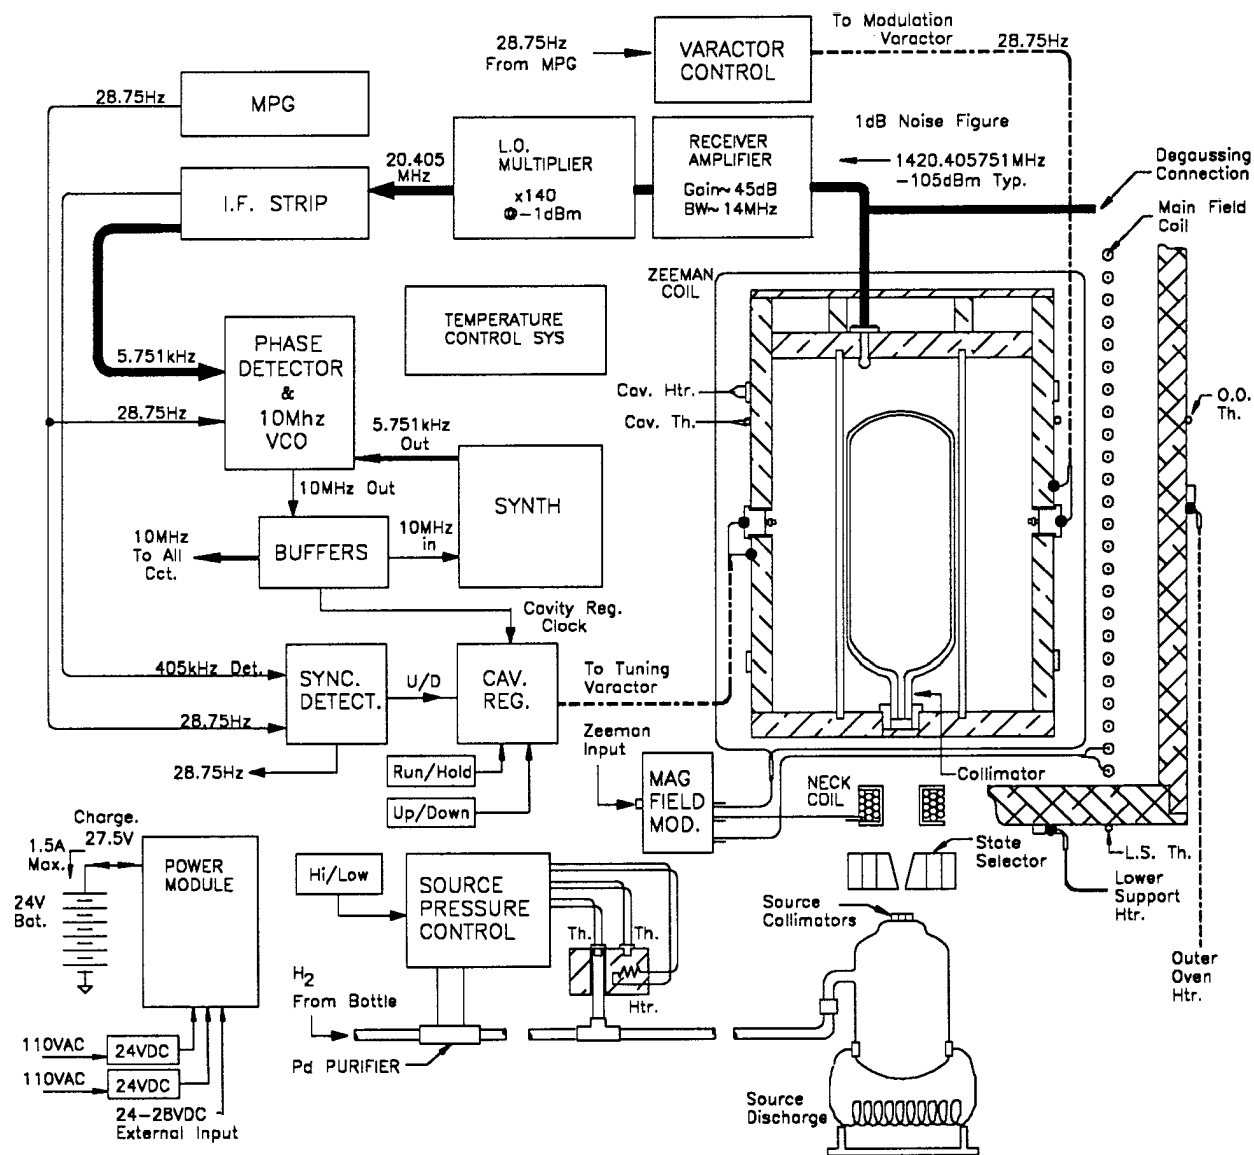 To Modulation
Varactor
28.75Hz
28.75Hz
From MPG
VARACTOR
CONTROL
28.75Hz
MPG
1dB Noise Figure
1420.405751MHz
-105dBm Typ.
L.O.
MULTIPLIER
x140
@-1dBm
RECEIVER
AMPLIFIER
Gain~45dB
BW~14MHz
20.405
MHz
I.F. STRIP
Degaussing
Connection
Main Field
Coil
ZEEMAN
COIL
TEMPERATURE
CONTROL SYS
PHASE
DETECTOR
&
10Mhz
VCO
5.751kHz
28.75Hz
5.751kHz
Out
Cav. Htr.
Cav. Th.
O.O.
Th.
10MHz Out
SYNTH
10MHz
To All
Cct.
BUFFERS
10MHz
in
Cavity Reg.
Clock
405kHz Det.
SYNC.
DETECT.
U/D
CAV.
REG.
To Tuning
Varactor
28.75Hz
28.75Hz
Run/Hold
Up/Down
Zeeman
Input
MAG
FIELD
MOD.
NECK
COIL
Collimator
State
Selector
L.S. Th.
Lower
Support
Htr.
Outer
Oven
Htr.
Charge.
27.5V
1.5A
Max.
24V
Bat.
POWER
MODULE
Hi/Low
SOURCE
PRESSURE
CONTROL
Th.
Th.
Htr.
Source
Collimators
H2
From Bottle
Pd PURIFIER
Source
Discharge
110VAC
24VDC
110VAC
24VDC
24-28VDC
External Input